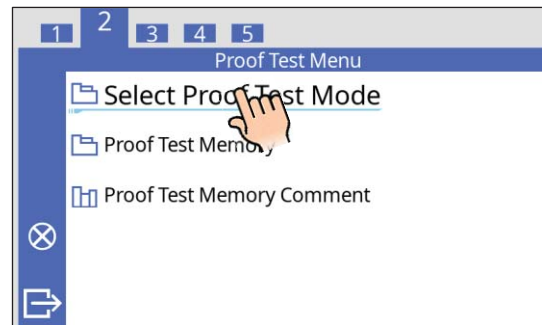 1 2 3 4 5
Proof Test Menu
Select Proof Test Mode
Proof Test Memory
Proof Test Memory Comment